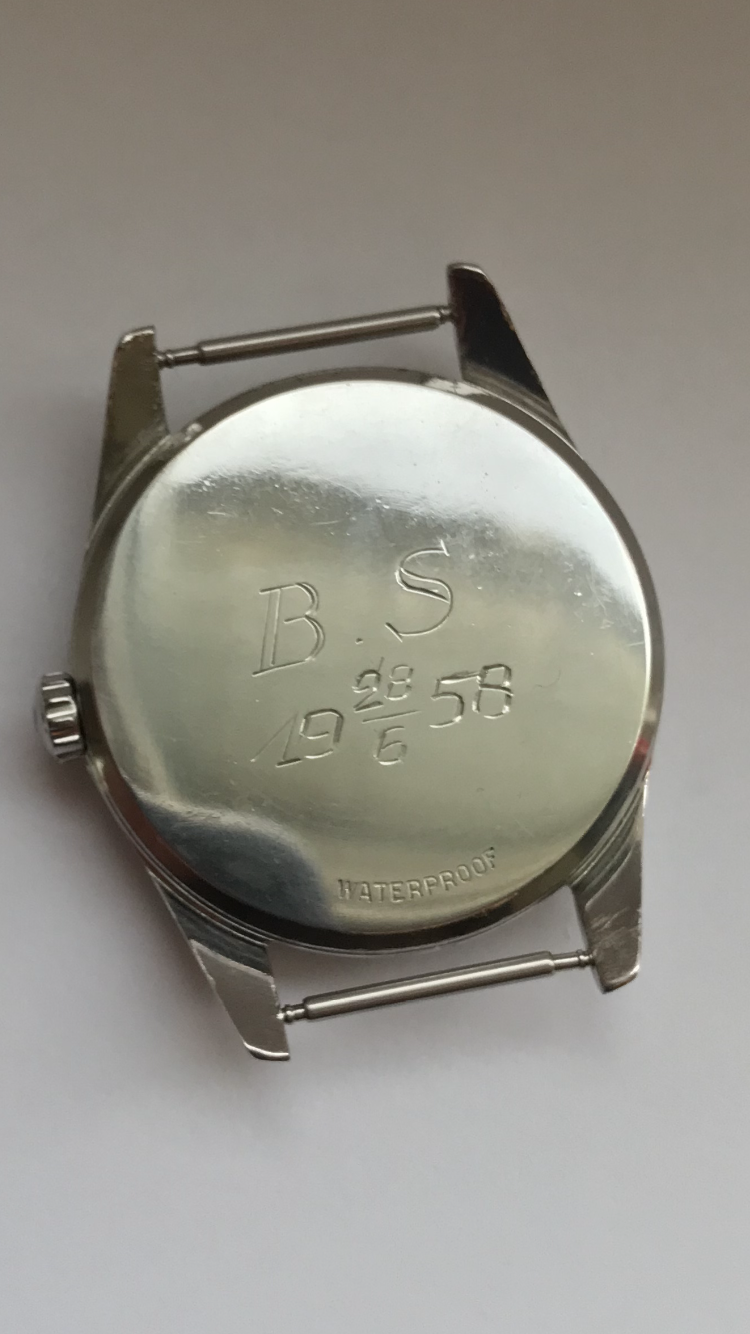 B.S
19 28/6 58
WATERPROOF